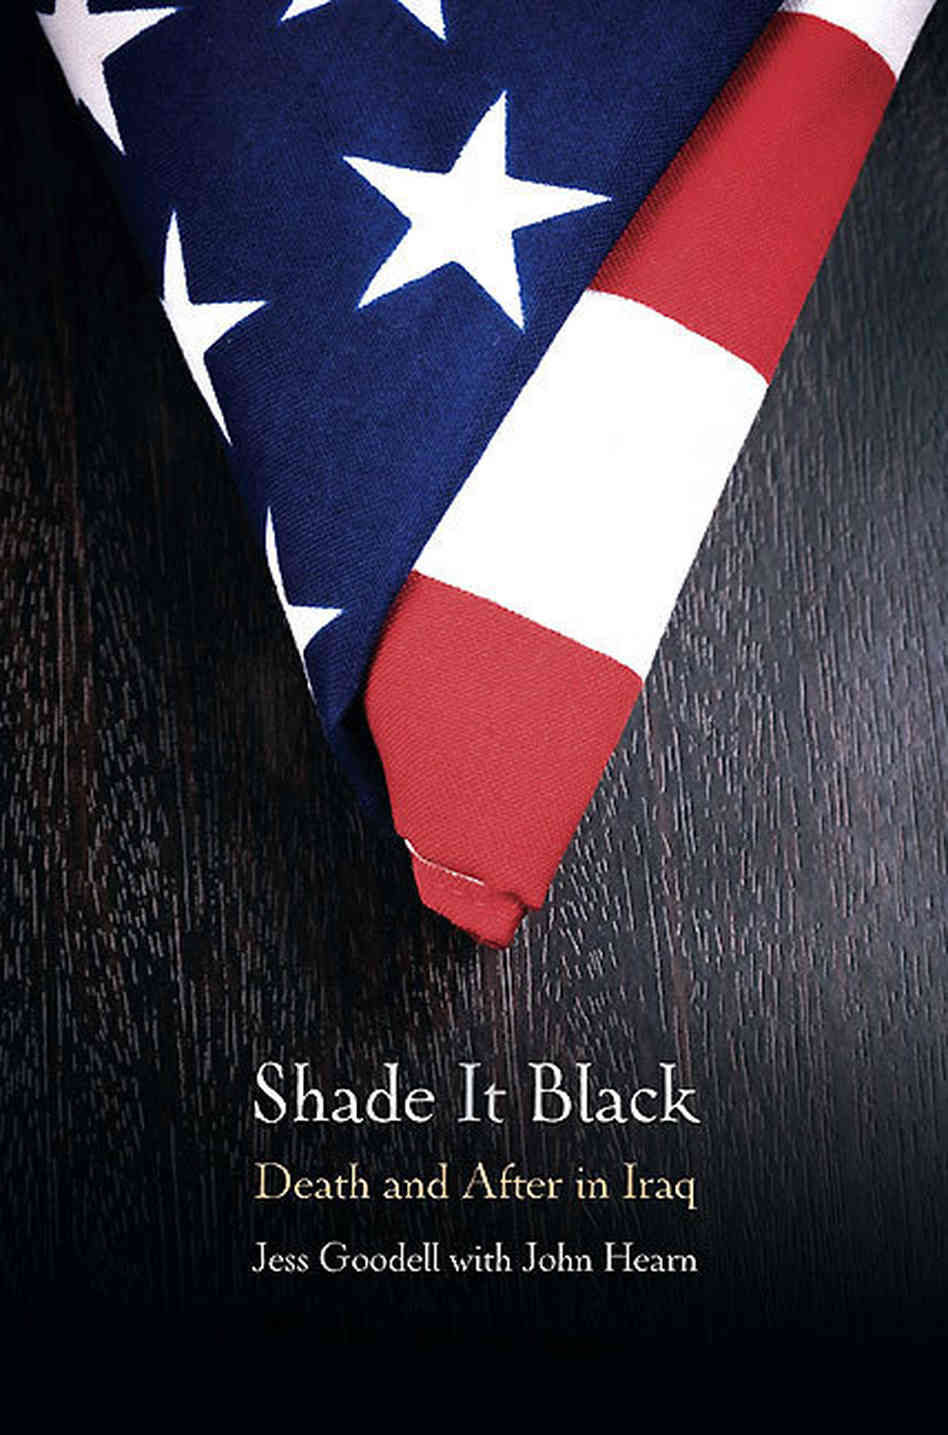 Shade It Black
Death and After in Iraq
Jess Goodell with John Hearn